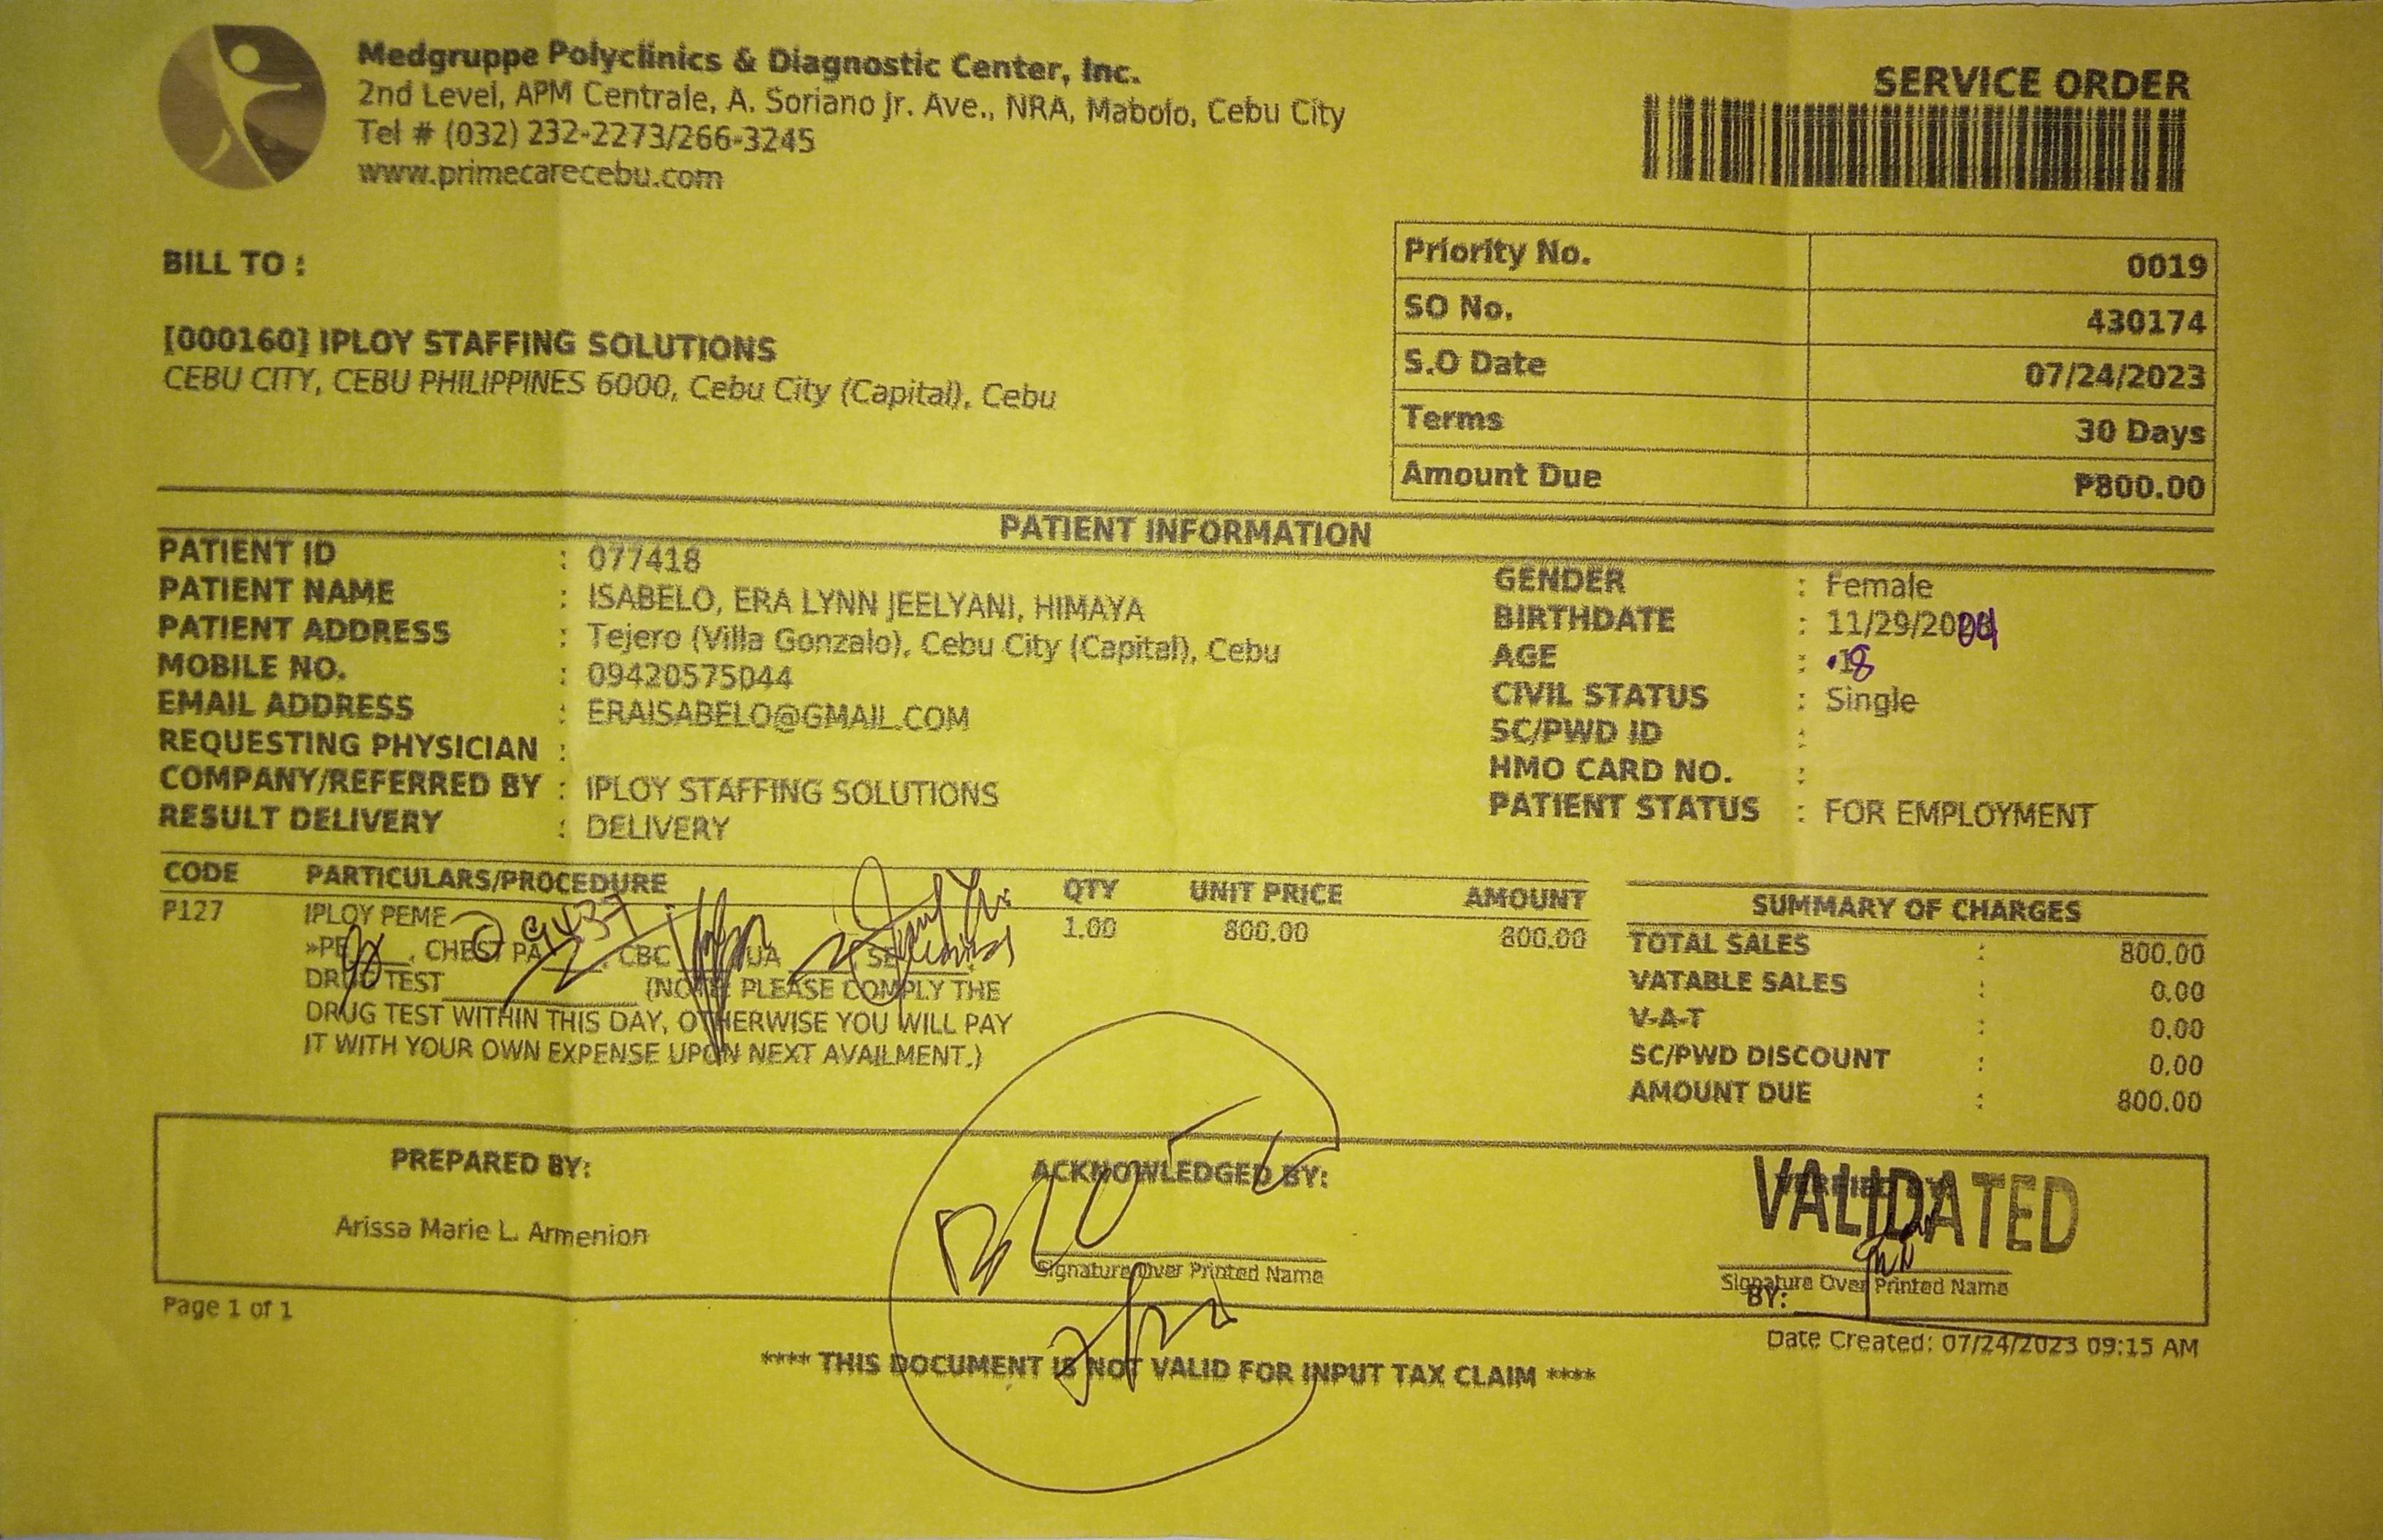 Medgruppe Polyclinics & Diagnostic Center, Inc.
2nd Level, APM Centrale, A. Soriano Jr. Ave., NRA, Mabolo, Cebu City
Tel # (032) 232-2273/266-3245
www.primecarecebu.com
SERVICE ORDER
BILL TO :
[000160] IPLOY STAFFING SOLUTIONS
CEBU CITY, CEBU PHILIPPINES 6000, Cebu City (Capital), Cebu
Priority No. 0019
SO No. 430174
S.O Date 07/24/2023
Terms 30 Days
Amount Due ₱800.00
PATIENT INFORMATION
PATIENT ID : 077418
PATIENT NAME : ISABELO, ERA LYNN JEELYANI, HIMAYA
PATIENT ADDRESS : Tejero (Villa Gonzalo), Cebu City (Capital), Cebu
MOBILE NO. : 09420575044
EMAIL ADDRESS : ERAISABELO@GMAIL.COM
REQUESTING PHYSICIAN :
COMPANY/REFERRED BY : IPLOY STAFFING SOLUTIONS
RESULT DELIVERY : DELIVERY
GENDER : Female
BIRTHDATE : 11/29/2004
AGE : 18
CIVIL STATUS : Single
SC/PWD ID :
HMO CARD NO. :
PATIENT STATUS : FOR EMPLOYMENT
CODE PARTICULARS/PROCEDURE QTY UNIT PRICE AMOUNT
P127 IPLOY PEME 1.00 800.00 800.00
»PE , CHEST PA , CBC , UA , SE ,
DRUG TEST (NOTE: PLEASE COMPLY THE
DRUG TEST WITHIN THIS DAY, OTHERWISE YOU WILL PAY
IT WITH YOUR OWN EXPENSE UPON NEXT AVAILMENT.)
SUMMARY OF CHARGES
TOTAL SALES : 800.00
VATABLE SALES : 0.00
V-A-T : 0.00
SC/PWD DISCOUNT : 0.00
AMOUNT DUE : 800.00
PREPARED BY:
Arissa Marie L. Armenion
ACKNOWLEDGED BY:
Signature Over Printed Name
VALIDATED
Signature Over Printed Name
BY:
Page 1 of 1
Date Created: 07/24/2023 09:15 AM
**** THIS DOCUMENT IS NOT VALID FOR INPUT TAX CLAIM ****